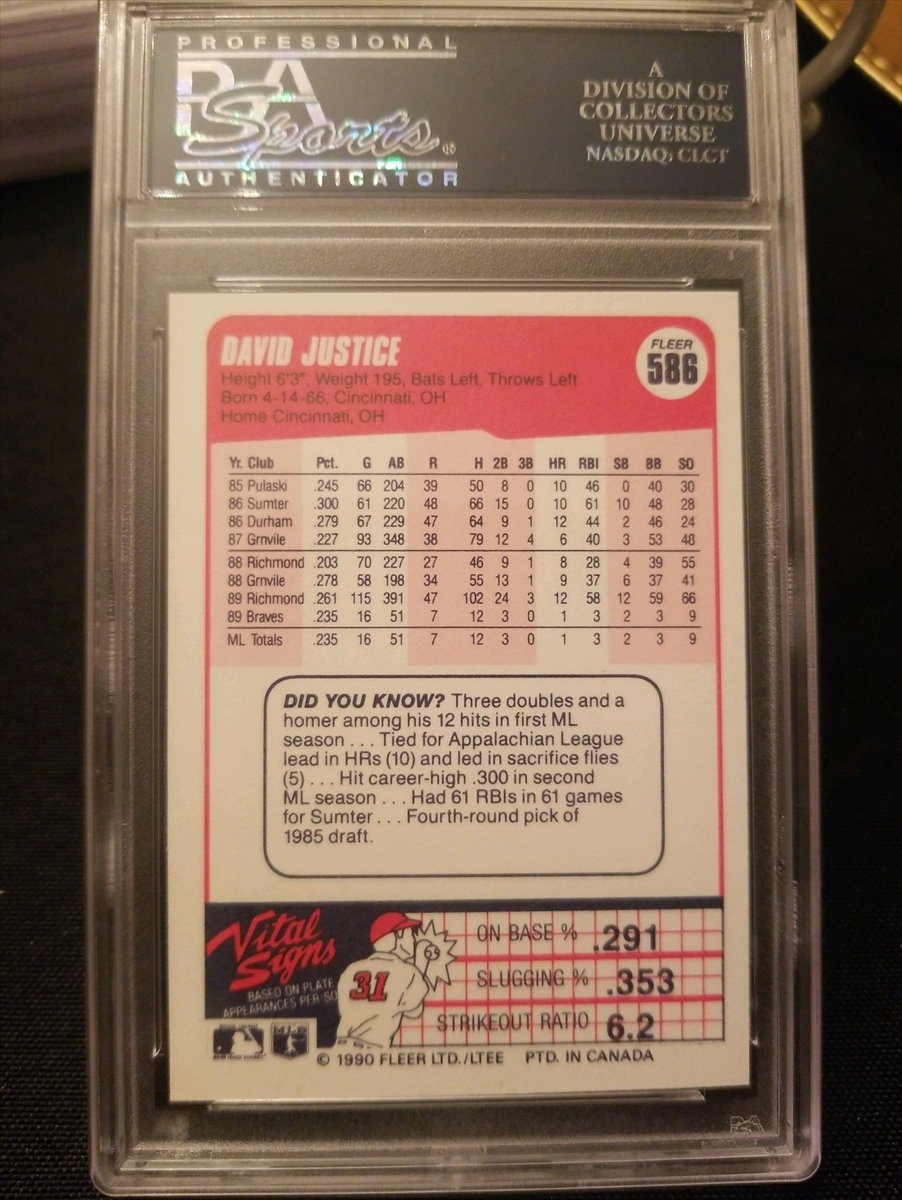 PROFESSIONAL
PSA
Sports®
AUTHENTICATOR
A
DIVISION OF
COLLECTORS
UNIVERSE
NASDAQ: CLCT
DAVID JUSTICE
FLEER
586
Height 6'3", Weight 195, Bats Left, Throws Left
Born 4-14-66, Cincinnati, OH
Home Cincinnati, OH
Yr. Club Pct. G AB R H 2B 3B HR RBI SB BB SO
85 Pulaski .245 66 204 39 50 8 0 10 46 0 40 30
86 Sumter .300 61 220 48 66 15 0 10 61 10 48 28
86 Durham .279 67 229 47 64 9 1 12 44 2 46 24
87 Grnvile .227 93 348 38 79 12 4 6 40 3 53 48
88 Richmond .203 70 227 27 46 9 1 8 28 4 39 55
88 Grnvile .278 58 198 34 55 13 1 9 37 6 37 41
89 Richmond .261 115 391 47 102 24 3 12 58 12 59 66
89 Braves .235 16 51 7 12 3 0 1 3 2 3 9
ML Totals .235 16 51 7 12 3 0 1 3 2 3 9
DID YOU KNOW? Three doubles and a
homer among his 12 hits in first ML
season . . . Tied for Appalachian League
lead in HRs (10) and led in sacrifice flies
(5) . . . Hit career-high .300 in second
ML season . . . Had 61 RBIs in 61 games
for Sumter . . . Fourth-round pick of
1985 draft.
Vital
Signs
BASED ON PLATE
APPEARANCES PER SO
31
ON BASE % .291
SLUGGING % .353
STRIKEOUT RATIO 6.2
© 1990 FLEER LTD./LTEE PTD. IN CANADA
PSA